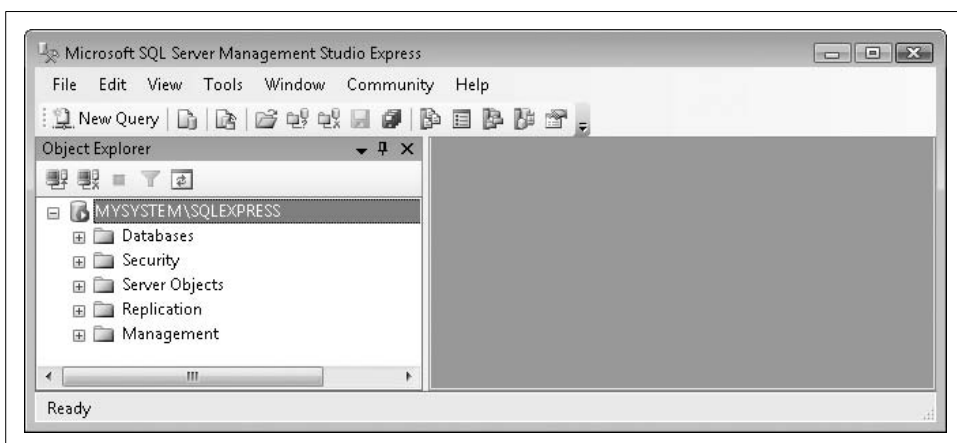 Microsoft SQL Server Management Studio Express
File Edit View Tools Window Community Help
New Query
Object Explorer
MYSYSTEM\SQLEXPRESS
Databases
Security
Server Objects
Replication
Management
Ready